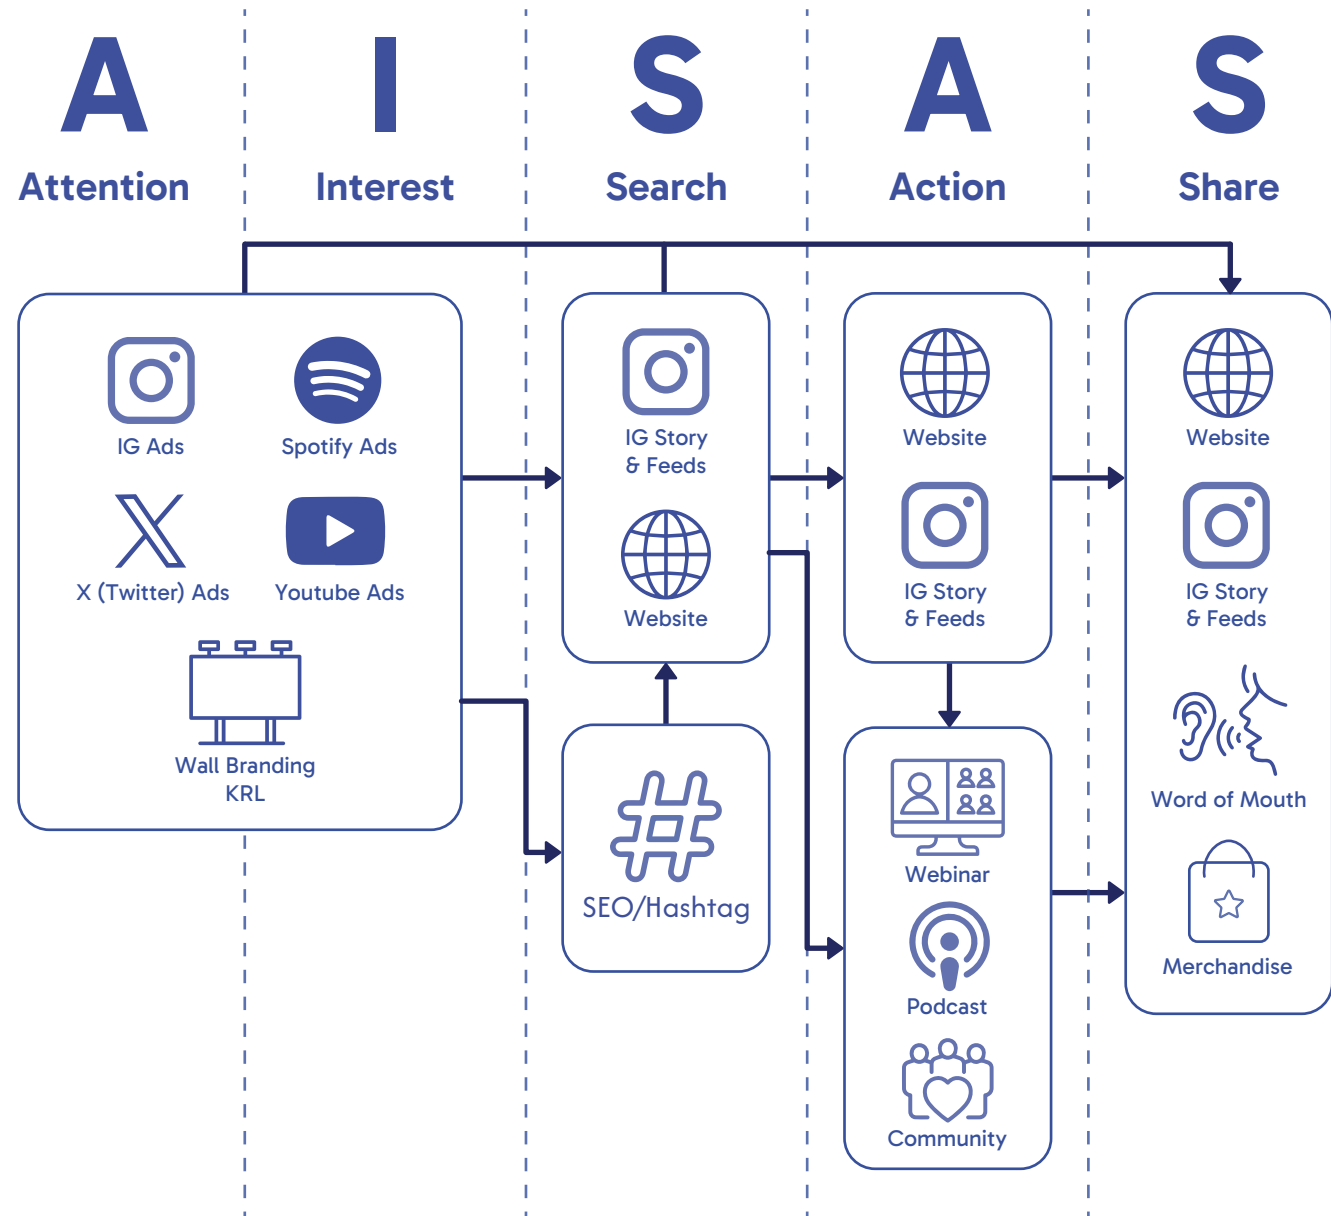 A I S A S
Attention Interest Search Action Share
IG Ads
Spotify Ads
X (Twitter) Ads
Youtube Ads
Wall Branding
KRL
IG Story
& Feeds
Website
SEO/Hashtag
Website
IG Story
& Feeds
Webinar
Podcast
Community
Website
IG Story
& Feeds
Word of Mouth
Merchandise